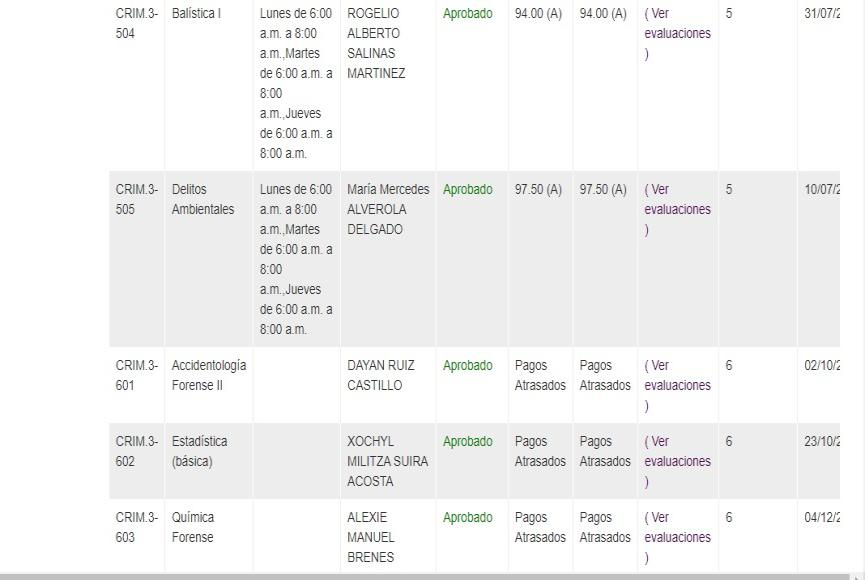 CRIM.3-504
Balística I
Lunes de 6:00
a.m. a 8:00
a.m.,Martes
de 6:00 a.m. a
8:00
a.m.,Jueves
de 6:00 a.m. a
8:00 a.m.
ROGELIO
ALBERTO
SALINAS
MARTINEZ
Aprobado
94.00 (A)
94.00 (A)
( Ver
evaluaciones
)
5
31/07/2
CRIM.3-
505
Delitos
Ambientales
Lunes de 6:00
a.m. a 8:00
a.m.,Martes
de 6:00 a.m. a
8:00
a.m.,Jueves
de 6:00 a.m. a
8:00 a.m.
María Mercedes
ALVEROLA
DELGADO
Aprobado
97.50 (A)
97.50 (A)
( Ver
evaluaciones
)
5
10/07/2
CRIM.3-
601
Accidentología
Forense II
DAYAN RUIZ
CASTILLO
Aprobado
Pagos
Atrasados
Pagos
Atrasados
( Ver
evaluaciones
)
6
02/10/2
CRIM.3-
602
Estadística
(básica)
XOCHYL
MILITZA SUIRA
ACOSTA
Aprobado
Pagos
Atrasados
Pagos
Atrasados
( Ver
evaluaciones
)
6
23/10/2
CRIM.3-
603
Química
Forense
ALEXIE
MANUEL
BRENES
Aprobado
Pagos
Atrasados
Pagos
Atrasados
( Ver
evaluaciones
)
6
04/12/2